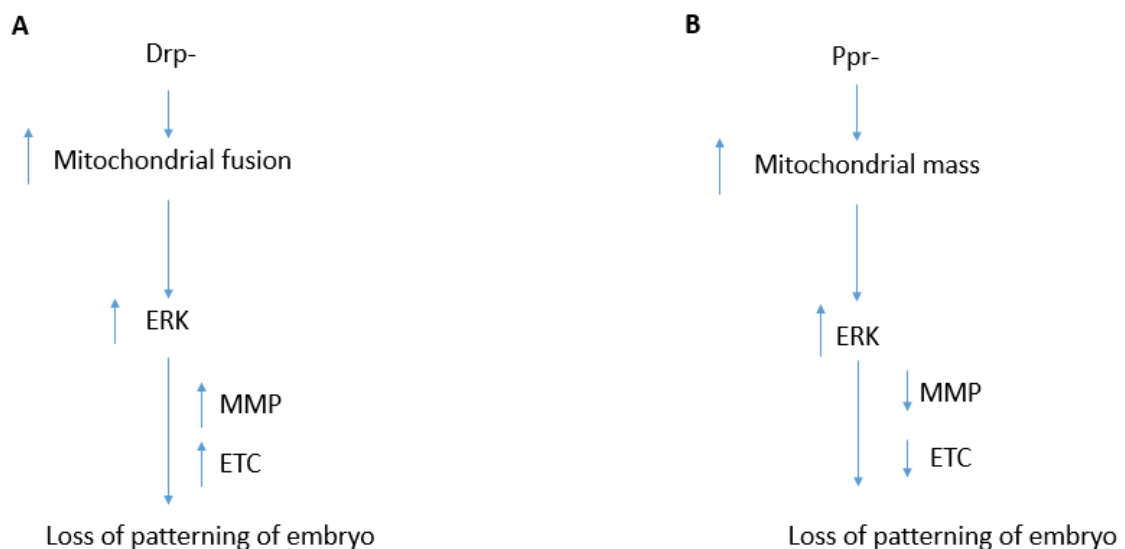 A
Drp-
Mitochondrial fusion
ERK
MMP
ETC
Loss of patterning of embryo
B
Ppr-
Mitochondrial mass
ERK
MMP
ETC
Loss of patterning of embryo